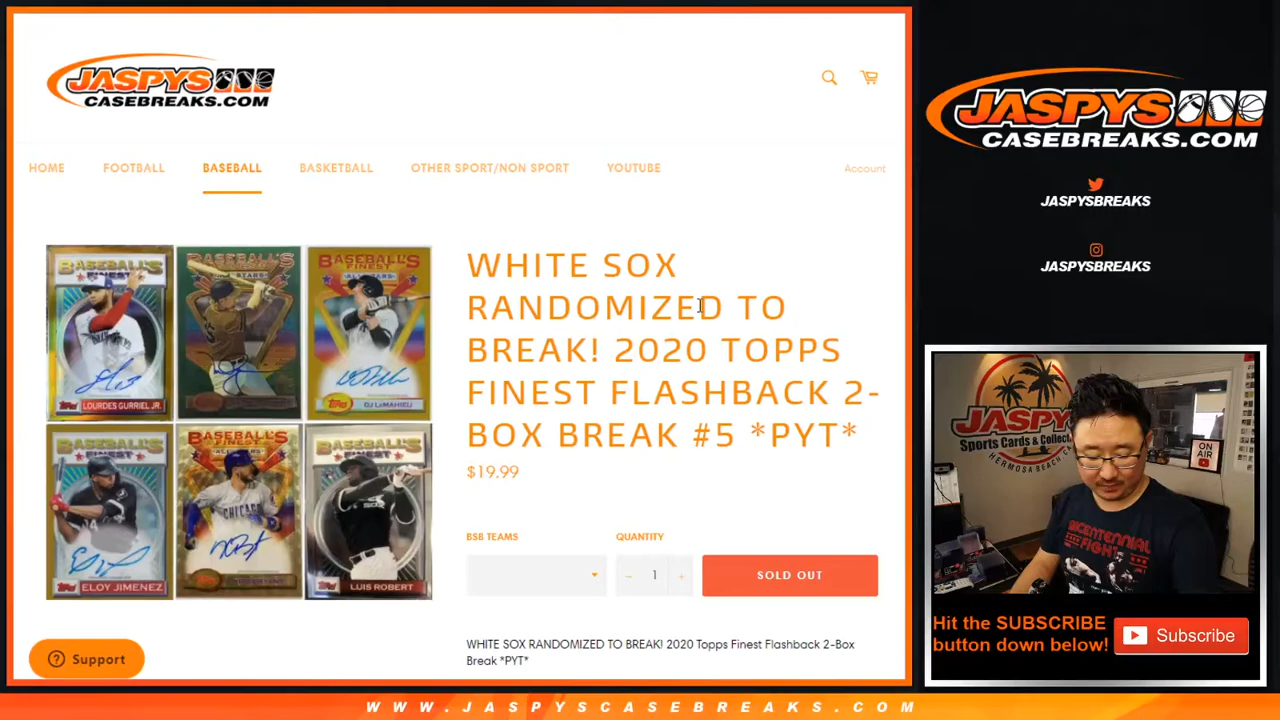 JASPYS
CASEBREAKS.COM
HOME
FOOTBALL
BASEBALL
BASKETBALL
OTHER SPORT/NON SPORT
YOUTUBE
Account
WHITE SOX
RANDOMIZED TO
BREAK! 2020 TOPPS
FINEST FLASHBACK 2-
BOX BREAK #5 *PYT*
$19.99
BSB TEAMS
QUANTITY
− 1 +
SOLD OUT
WHITE SOX RANDOMIZED TO BREAK! 2020 Topps Finest Flashback 2-Box
Break *PYT*
BASEBALL'S
FINEST
LOURDES GURRIEL JR.
BASEBALL'S
FINEST
DJ LeMAHIEU
BASEBALL'S
FINEST
ELOY JIMENEZ
BASEBALL'S
CHICAGO
BASEBALL'S
FINEST
LUIS ROBERT
Support
JASPYS
CASEBREAKS.COM
JASPYSBREAKS
JASPYSBREAKS
JASPYS
Sports Cards & Collect
HERMOSA BEACH
ON
AIR
BICENTENNIAL
FIGHT
Hit the SUBSCRIBE
button down below!
Subscribe
WWW.JASPYSCASEBREAKS.COM